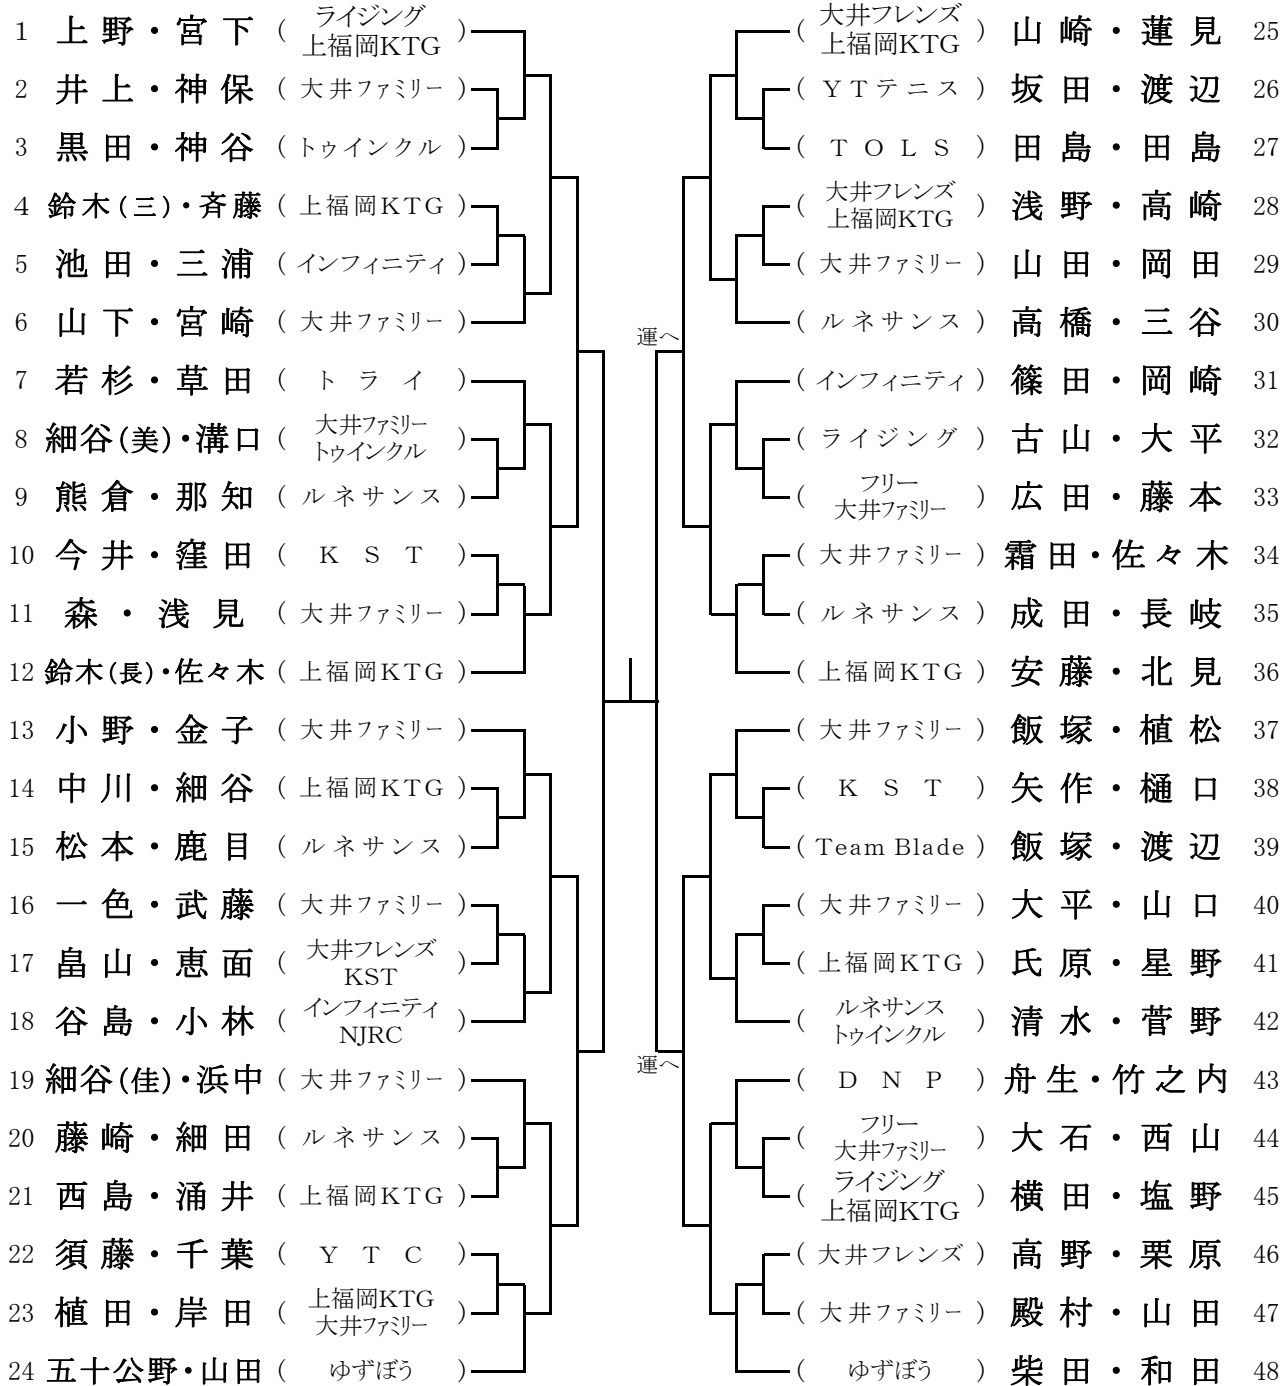 1 上野・宮下 ( ライジング 上福岡KTG )
2 井上・神保 ( 大井ファミリー )
3 黒田・神谷 ( トゥインクル )
4 鈴木(三)・斉藤 ( 上福岡KTG )
5 池田・三浦 ( インフィニティ )
6 山下・宮崎 ( 大井ファミリー )
7 若杉・草田 ( トライ )
8 細谷(美)・溝口 ( 大井ファミリー トゥインクル )
9 熊倉・那知 ( ルネサンス )
10 今井・窪田 ( KST )
11 森・浅見 ( 大井ファミリー )
12 鈴木(長)・佐々木 ( 上福岡KTG )
13 小野・金子 ( 大井ファミリー )
14 中川・細谷 ( 上福岡KTG )
15 松本・鹿目 ( ルネサンス )
16 一色・武藤 ( 大井ファミリー )
17 畠山・恵面 ( 大井フレンズ KST )
18 谷島・小林 ( インフィニティ NJRC )
19 細谷(佳)・浜中 ( 大井ファミリー )
20 藤崎・細田 ( ルネサンス )
21 西島・涌井 ( 上福岡KTG )
22 須藤・千葉 ( YTC )
23 植田・岸田 ( 上福岡KTG 大井ファミリー )
24 五十公野・山田 ( ゆずぼう )
運へ
運へ
( 大井フレンズ 上福岡KTG ) 山崎・蓮見 25
( YTテニス ) 坂田・渡辺 26
( TOLS ) 田島・田島 27
( 大井フレンズ 上福岡KTG ) 浅野・高崎 28
( 大井ファミリー ) 山田・岡田 29
( ルネサンス ) 高橋・三谷 30
( インフィニティ ) 篠田・岡崎 31
( ライジング ) 古山・大平 32
( フリー 大井ファミリー ) 広田・藤本 33
( 大井ファミリー ) 霜田・佐々木 34
( ルネサンス ) 成田・長岐 35
( 上福岡KTG ) 安藤・北見 36
( 大井ファミリー ) 飯塚・植松 37
( KST ) 矢作・樋口 38
( Team Blade ) 飯塚・渡辺 39
( 大井ファミリー ) 大平・山口 40
( 上福岡KTG ) 氏原・星野 41
( ルネサンス トゥインクル ) 清水・菅野 42
( DNP ) 舟生・竹之内 43
( フリー 大井ファミリー ) 大石・西山 44
( ライジング 上福岡KTG ) 横田・塩野 45
( 大井フレンズ ) 高野・栗原 46
( 大井ファミリー ) 殿村・山田 47
( ゆずぼう ) 柴田・和田 48